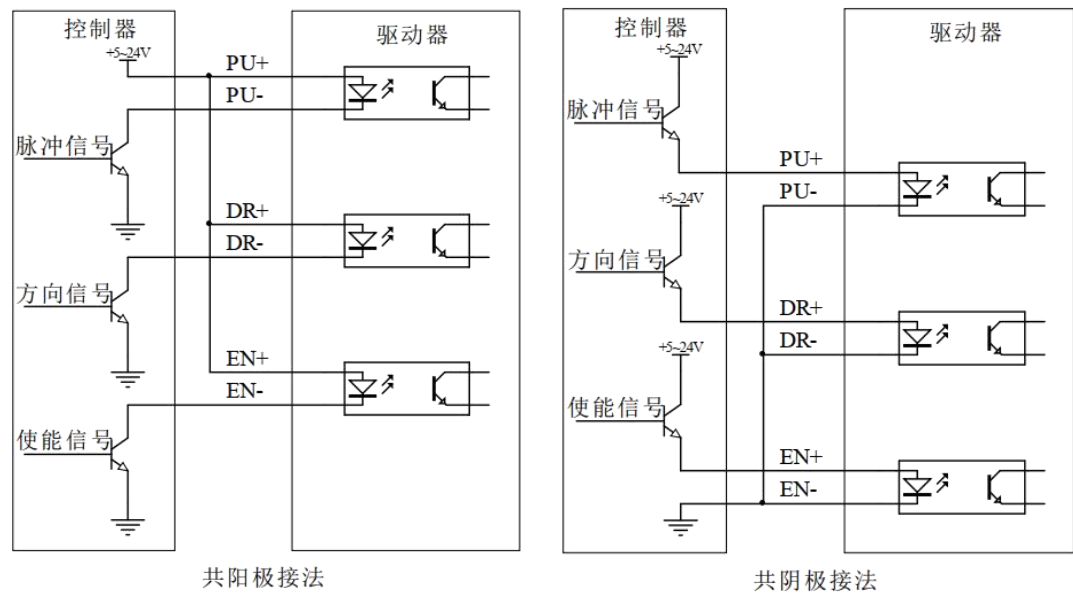 控制器
驱动器
+5~24V
PU+
PU-
脉冲信号
DR+
DR-
方向信号
EN+
EN-
使能信号
共阳极接法
控制器
驱动器
+5~24V
脉冲信号
PU+
PU-
+5~24V
方向信号
DR+
DR-
+5~24V
使能信号
EN+
EN-
共阴极接法